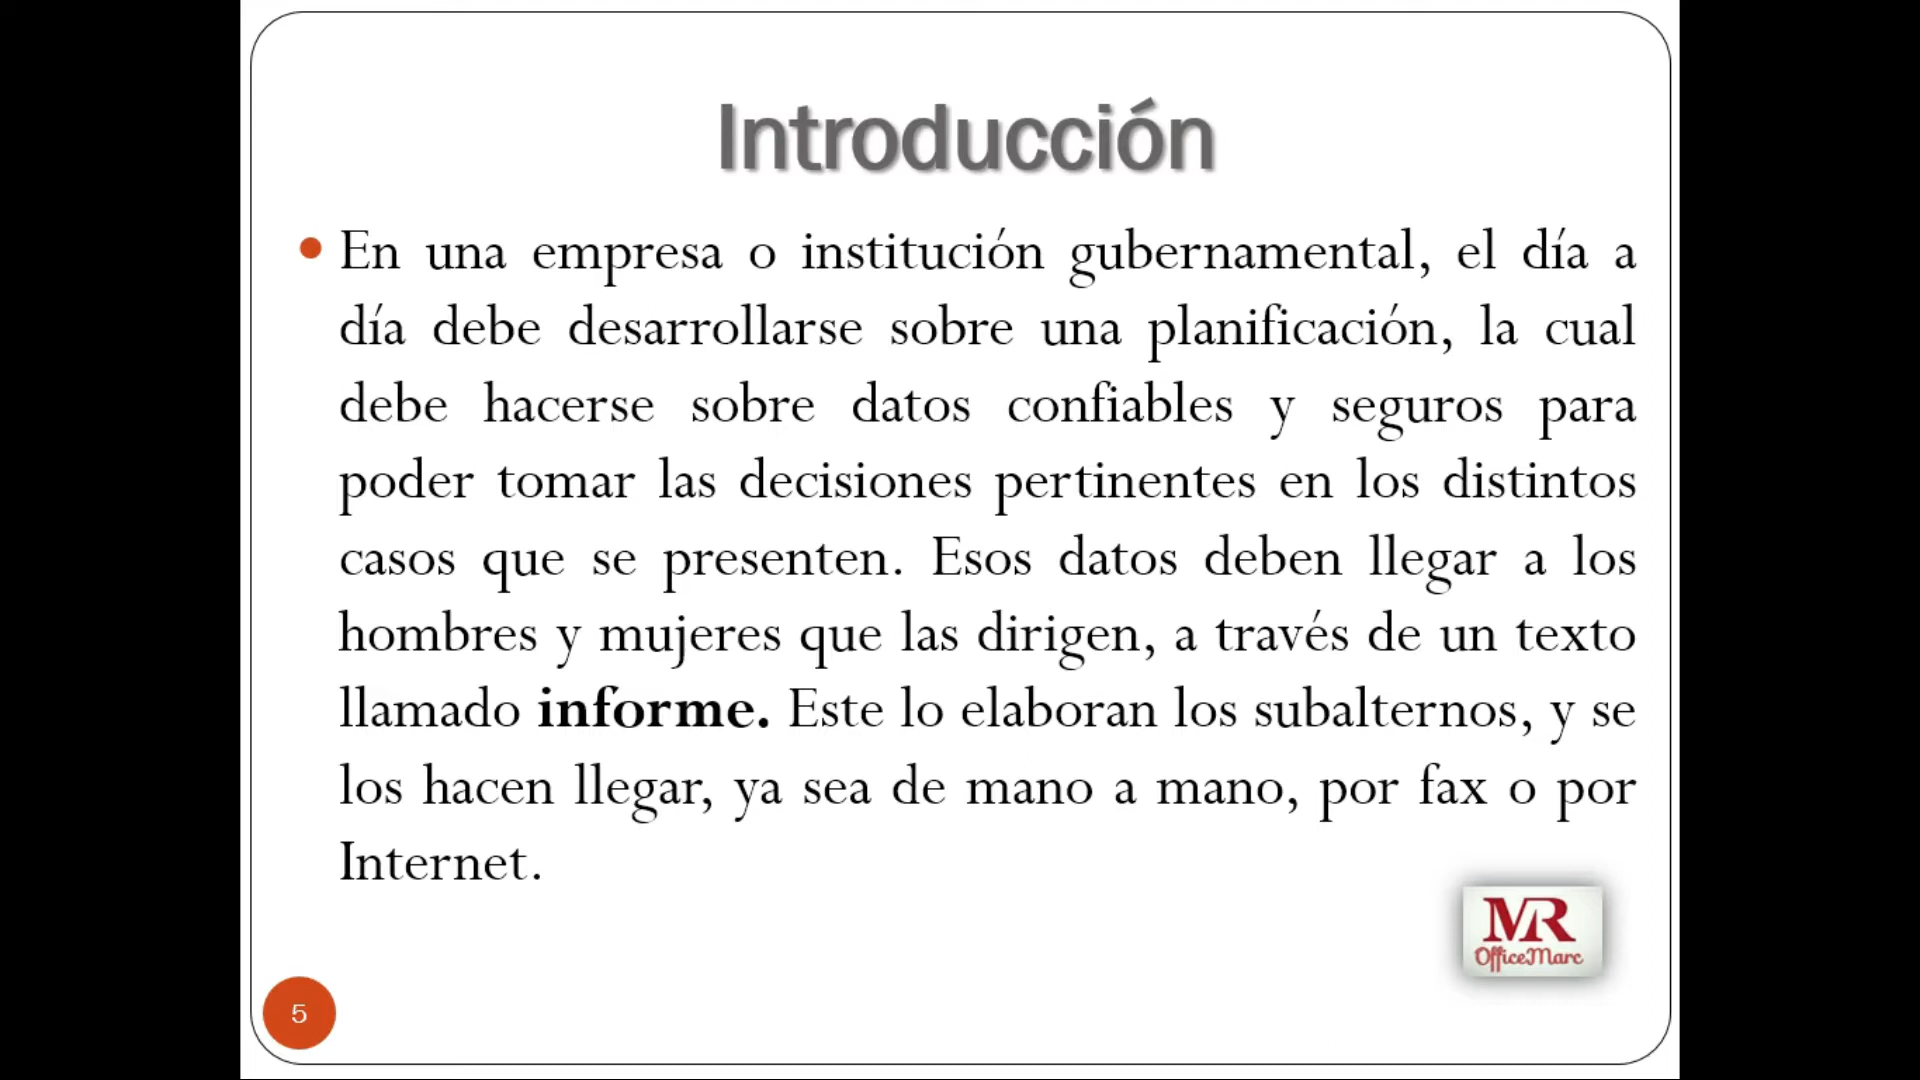 Introducción
En una empresa o institución gubernamental, el día a
día debe desarrollarse sobre una planificación, la cual
debe hacerse sobre datos confiables y seguros para
poder tomar las decisiones pertinentes en los distintos
casos que se presenten. Esos datos deben llegar a los
hombres y mujeres que las dirigen, a través de un texto
llamado informe. Este lo elaboran los subalternos, y se
los hacen llegar, ya sea de mano a mano, por fax o por
Internet.
MR
OfficeMarc
5